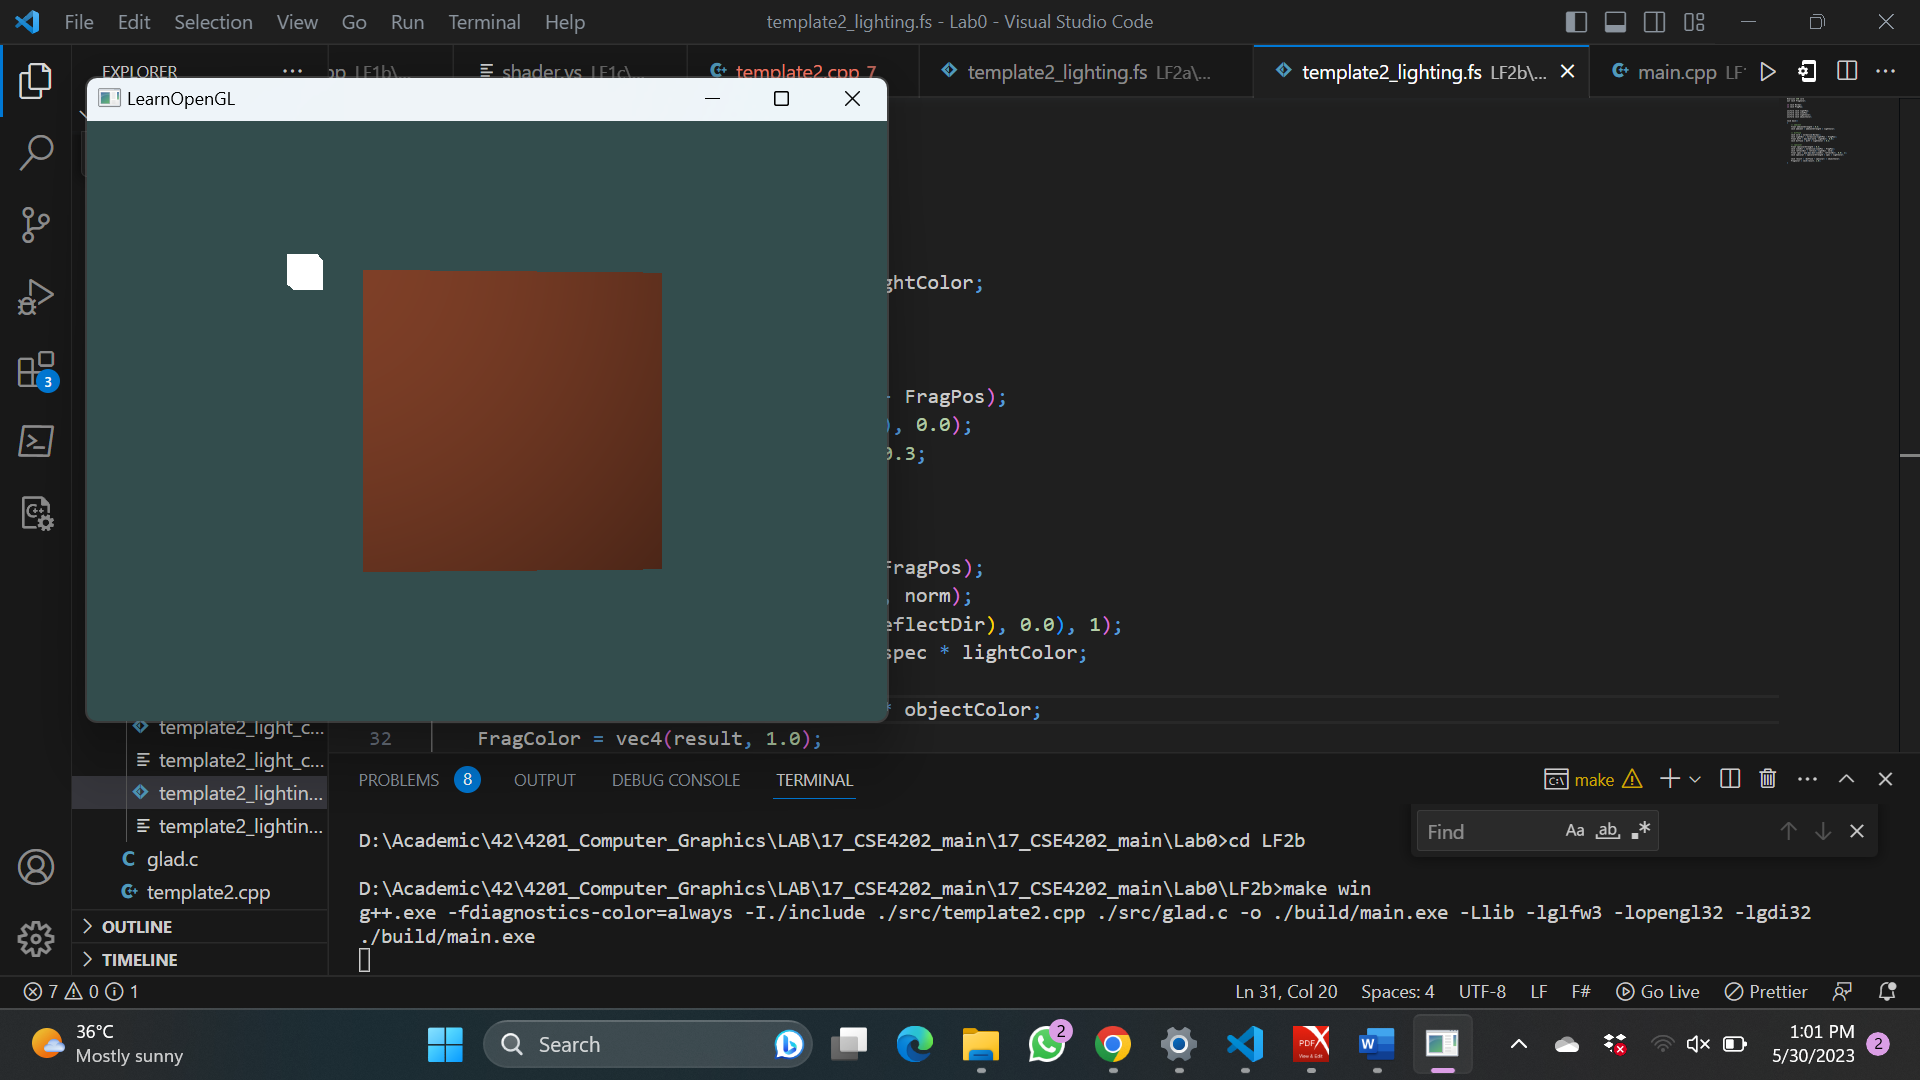 File Edit Selection View Go Run Terminal Help
template2_lighting.fs - Lab0 - Visual Studio Code
EXPLORER ...
LF1b\...
shader.vs LF1c\...
template2.cpp 7
template2_lighting.fs LF2a\...
template2_lighting.fs LF2b\...
main.cpp LF
LearnOpenGL
ghtColor;
- FragPos);
), 0.0);
0.3;
FragPos);
, norm);
eflectDir), 0.0), 1);
spec * lightColor;
* objectColor;
32 FragColor = vec4(result, 1.0);
3
template2_light_c...
template2_light_c...
template2_lightin...
template2_lightin...
C glad.c
template2.cpp
OUTLINE
TIMELINE
PROBLEMS 8 OUTPUT DEBUG CONSOLE TERMINAL
make
Find Aa ab
D:\Academic\42\4201_Computer_Graphics\LAB\17_CSE4202_main\17_CSE4202_main\Lab0>cd LF2b
D:\Academic\42\4201_Computer_Graphics\LAB\17_CSE4202_main\17_CSE4202_main\Lab0\LF2b>make win
g++.exe -fdiagnostics-color=always -I./include ./src/template2.cpp ./src/glad.c -o ./build/main.exe -Llib -lglfw3 -lopengl32 -lgdi32
./build/main.exe
7 0 1
Ln 31, Col 20 Spaces: 4 UTF-8 LF F# Go Live Prettier
36°C
Mostly sunny
Search
2
PDF
W
1:01 PM
5/30/2023
2